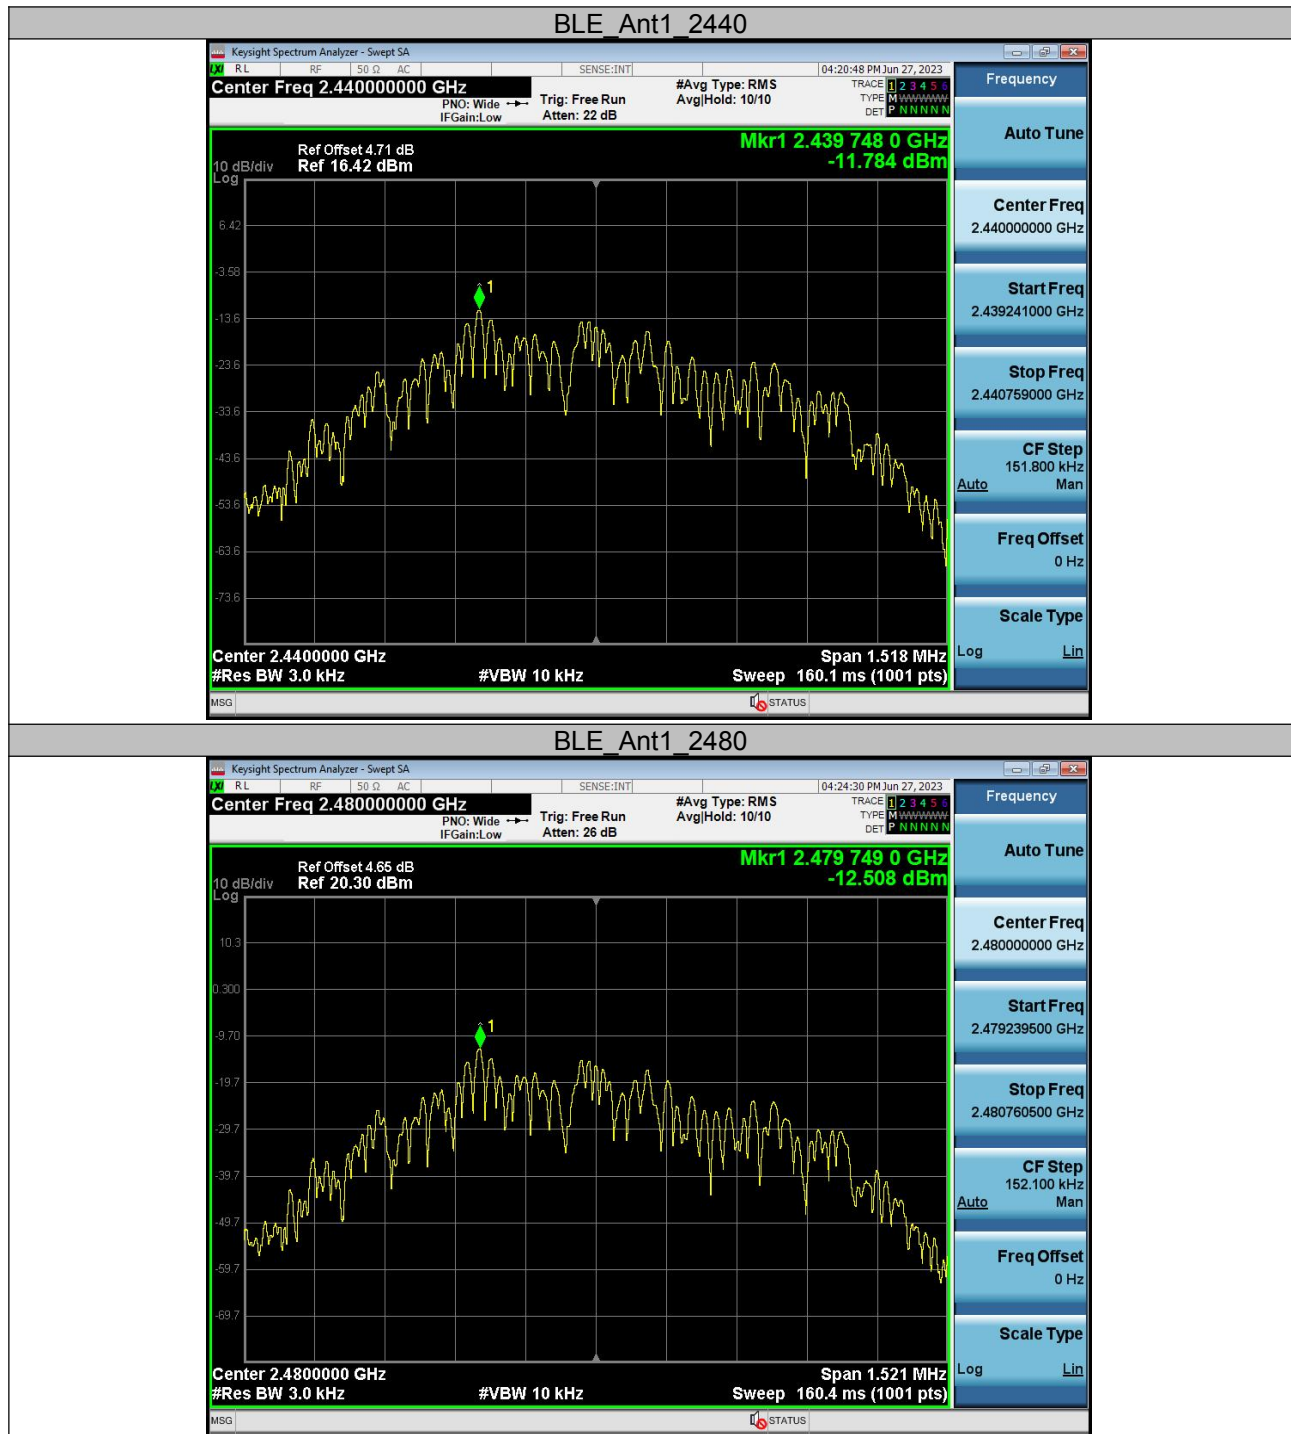 BLE_Ant1_2440
Keysight Spectrum Analyzer - Swept SA
LXI RL RF 50 Ω AC SENSE:INT 04:20:48 PM Jun 27, 2023
Center Freq 2.440000000 GHz #Avg Type: RMS TRACE 1 2 3 4 5 6
PNO: Wide Trig: Free Run Avg|Hold: 10/10 TYPE M WWWWW
IFGain:Low Atten: 22 dB DET P N N N N N
Mkr1 2.439 748 0 GHz
Ref Offset 4.71 dB
10 dB/div Ref 16.42 dBm -11.784 dBm
Log
6.42
-3.58
1
-13.6
-23.6
-33.6
-43.6
-53.6
-63.6
-73.6
Center 2.4400000 GHz Span 1.518 MHz
#Res BW 3.0 kHz #VBW 10 kHz Sweep 160.1 ms (1001 pts)
MSG STATUS
Frequency
Auto Tune
Center Freq
2.440000000 GHz
Start Freq
2.439241000 GHz
Stop Freq
2.440759000 GHz
CF Step
151.800 kHz
Auto Man
Freq Offset
0 Hz
Scale Type
Log Lin
BLE_Ant1_2480
Keysight Spectrum Analyzer - Swept SA
LXI RL RF 50 Ω AC SENSE:INT 04:24:30 PM Jun 27, 2023
Center Freq 2.480000000 GHz #Avg Type: RMS TRACE 1 2 3 4 5 6
PNO: Wide Trig: Free Run Avg|Hold: 10/10 TYPE M WWWWW
IFGain:Low Atten: 26 dB DET P N N N N N
Mkr1 2.479 749 0 GHz
Ref Offset 4.65 dB
10 dB/div Ref 20.30 dBm -12.508 dBm
Log
10.3
0.300
1
-9.70
-19.7
-29.7
-39.7
-49.7
-59.7
-69.7
Center 2.4800000 GHz Span 1.521 MHz
#Res BW 3.0 kHz #VBW 10 kHz Sweep 160.4 ms (1001 pts)
MSG STATUS
Frequency
Auto Tune
Center Freq
2.480000000 GHz
Start Freq
2.479239500 GHz
Stop Freq
2.480760500 GHz
CF Step
152.100 kHz
Auto Man
Freq Offset
0 Hz
Scale Type
Log Lin